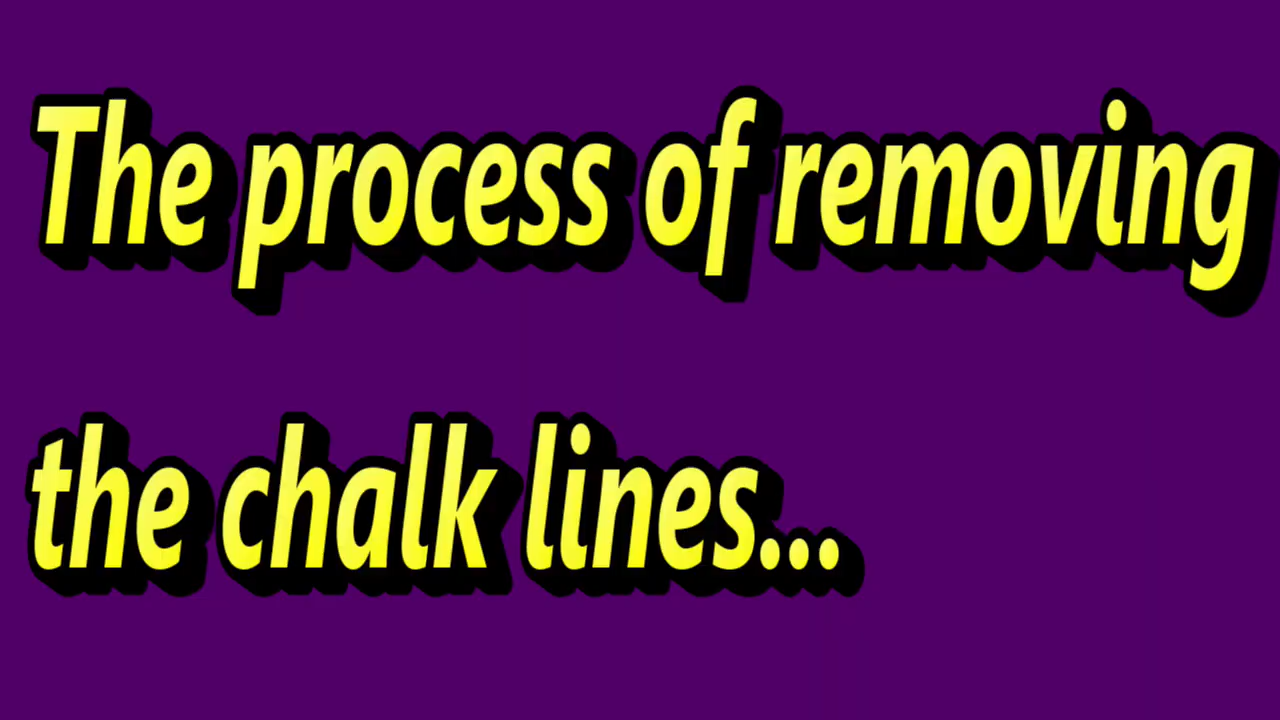 The process of removing
the chalk lines...